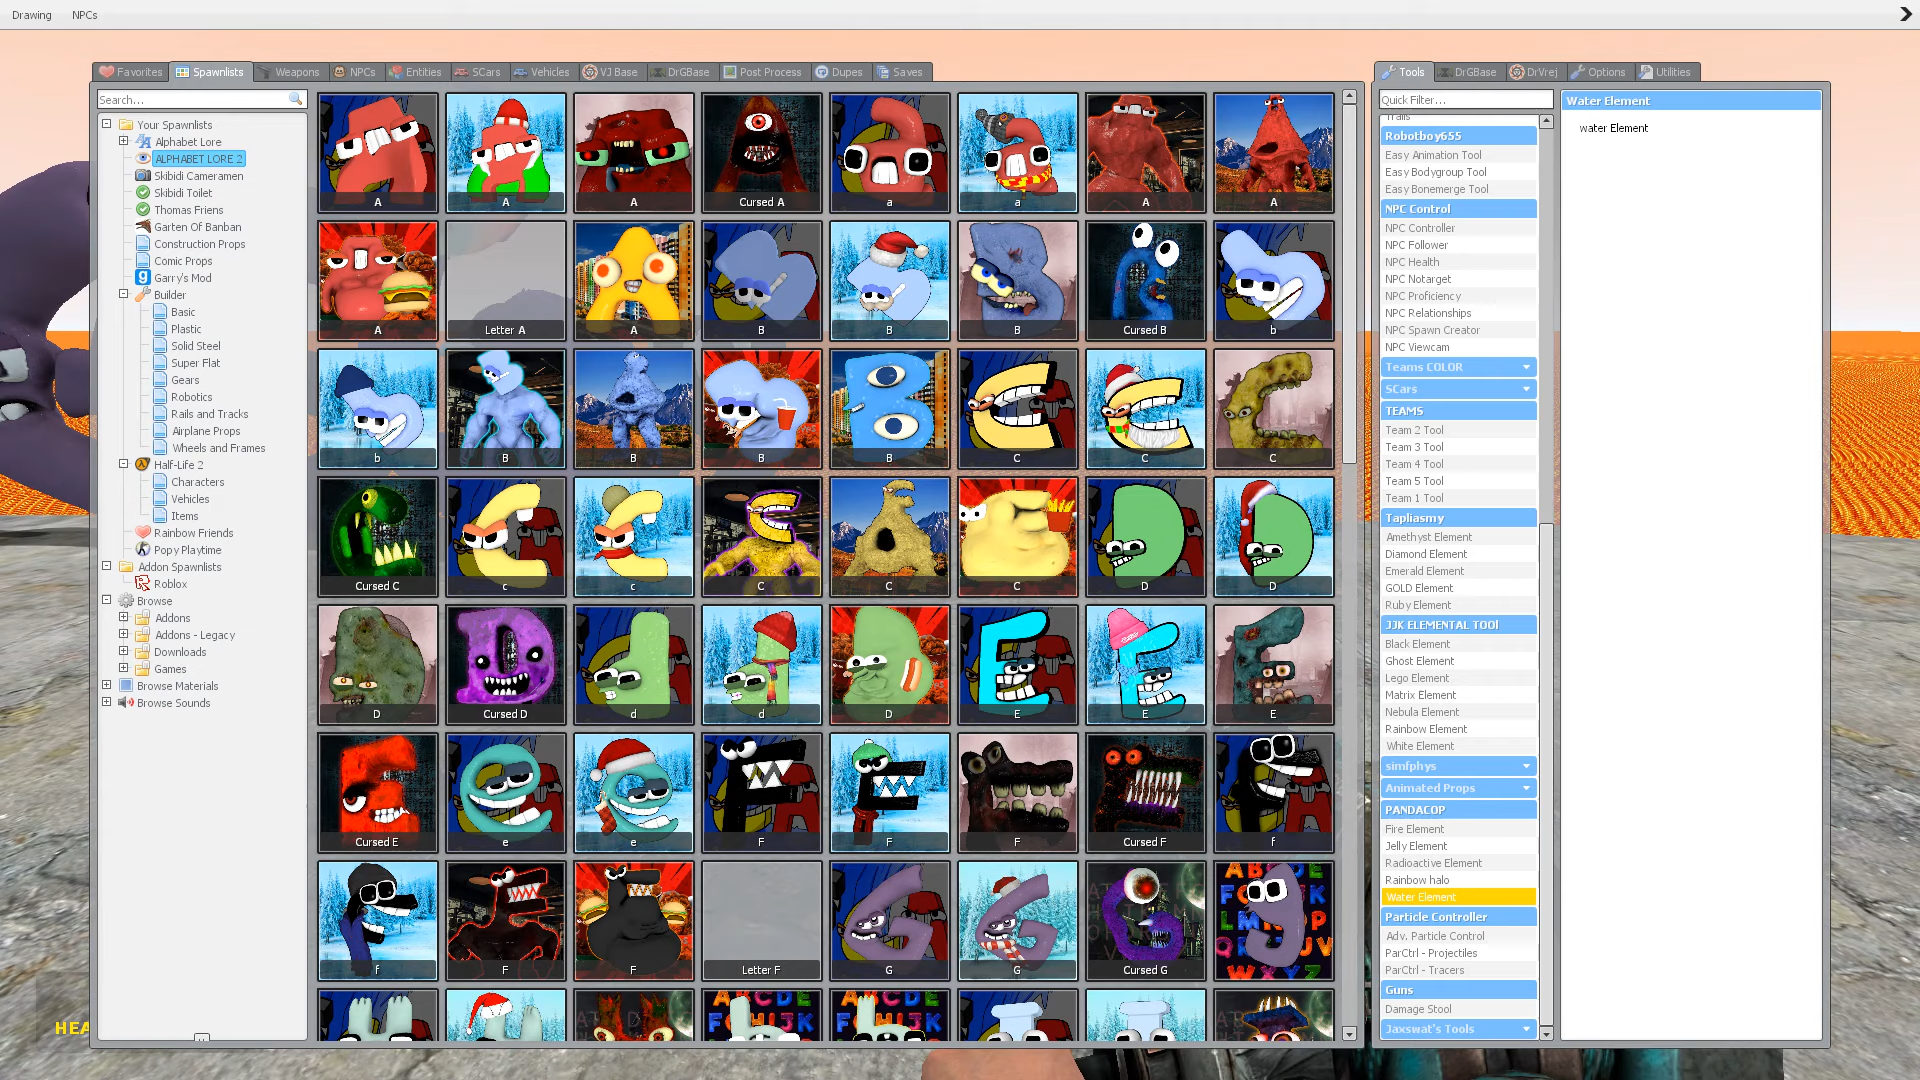 Drawing NPCs
Favorites Spawnlists Weapons NPCs Entities SCars Vehicles VJ Base DrGBase Post Process Dupes Saves
Search...
Your Spawnlists
Alphabet Lore
ALPHABET LORE 2
Skibidi Cameramen
Skibidi Toilet
Thomas Friens
Garten Of Banban
Construction Props
Comic Props
Garry's Mod
Builder
Basic
Plastic
Solid Steel
Super Flat
Gears
Robotics
Rails and Tracks
Airplane Props
Wheels and Frames
Half-Life 2
Characters
Vehicles
Items
Rainbow Friends
Popy Playtime
Addon Spawnlists
Roblox
Browse
Addons
Addons - Legacy
Downloads
Games
Browse Materials
Browse Sounds
A A A Cursed A a a A A
A Letter A A B B B Cursed B b
b B B B B C C C
Cursed C c c C C C D D
D Cursed D d d D E E E
Cursed E e e F F F Cursed F f
f F F Letter F G G Cursed G
Tools DrGBase DrVrej Options Utilities
Quick Filter...
Trails
Robotboy655
Easy Animation Tool
Easy Bodygroup Tool
Easy Bonemerge Tool
NPC Control
NPC Controller
NPC Follower
NPC Health
NPC Notarget
NPC Proficiency
NPC Relationships
NPC Spawn Creator
NPC Viewcam
Teams COLOR
SCars
TEAMS
Team 2 Tool
Team 3 Tool
Team 4 Tool
Team 5 Tool
Team 1 Tool
Tapliasmy
Amethyst Element
Diamond Element
Emerald Element
GOLD Element
Ruby Element
JJK ELEMENTAL TOOl
Black Element
Ghost Element
Lego Element
Matrix Element
Nebula Element
Rainbow Element
White Element
simfphys
Animated Props
PANDACOP
Fire Element
Jelly Element
Radioactive Element
Rainbow halo
Water Element
Particle Controller
Adv. Particle Control
ParCtrl - Projectiles
ParCtrl - Tracers
Guns
Damage Stool
Jaxswat's Tools
Water Element
water Element
HEA